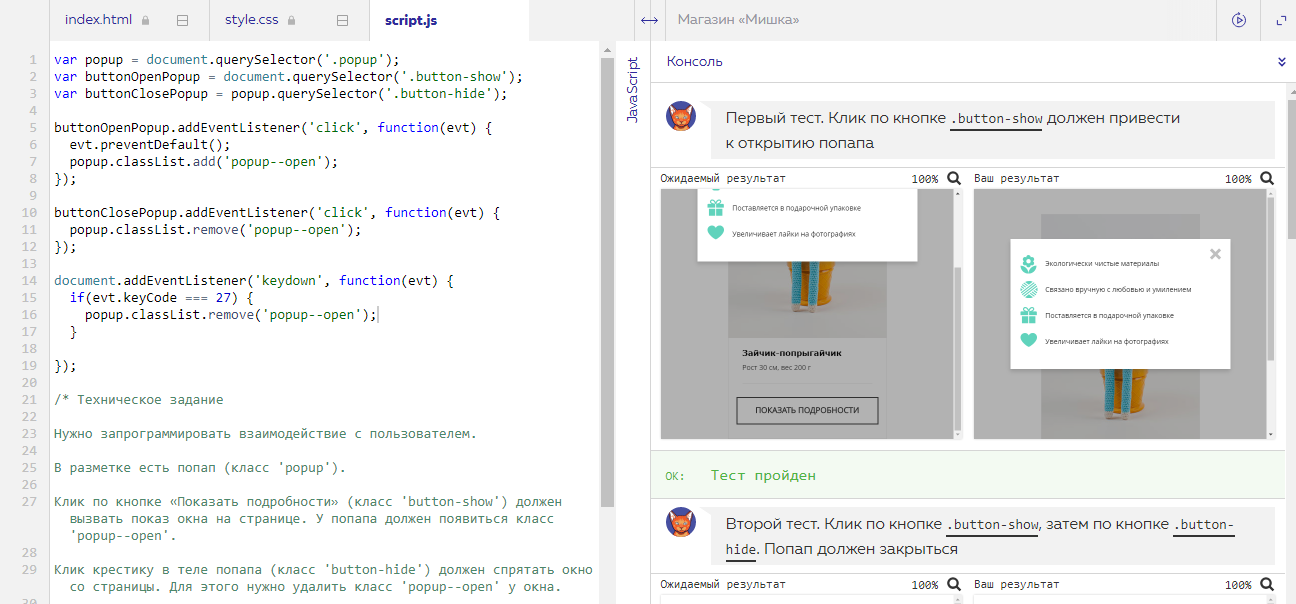 index.html
style.css
script.js
Магазин «Мишка»
1 var popup = document.querySelector('.popup');
2 var buttonOpenPopup = document.querySelector('.button-show');
3 var buttonClosePopup = popup.querySelector('.button-hide');
4
5 buttonOpenPopup.addEventListener('click', function(evt) {
6 evt.preventDefault();
7 popup.classList.add('popup--open');
8 });
9
10 buttonClosePopup.addEventListener('click', function(evt) {
11 popup.classList.remove('popup--open');
12 });
13
14 document.addEventListener('keydown', function(evt) {
15 if(evt.keyCode === 27) {
16 popup.classList.remove('popup--open');
17 }
18
19 });
20
21 /* Техническое задание
22
23 Нужно запрограммировать взаимодействие с пользователем.
24
25 В разметке есть попап (класс 'popup').
26
27 Клик по кнопке «Показать подробности» (класс 'button-show') должен
вызвать показ окна на странице. У попапа должен появиться класс
'popup--open'.
28
29 Клик крестику в теле попапа (класс 'button-hide') должен спрятать окно
со страницы. Для этого нужно удалить класс 'popup--open' у окна.
30
JavaScript
Консоль
Первый тест. Клик по кнопке .button-show должен привести
к открытию попапа
Ожидаемый результат
100%
Ваш результат
100%
Поставляется в подарочной упаковке
Увеличивает лайки на фотографиях
Зайчик-попрыгайчик
Рост 30 см, вес 200 г
ПОКАЗАТЬ ПОДРОБНОСТИ
Экологически чистые материалы
Связано вручную с любовью и умилением
Поставляется в подарочной упаковке
Увеличивает лайки на фотографиях
OK: Тест пройден
Второй тест. Клик по кнопке .button-show, затем по кнопке .button-
hide. Попап должен закрыться
Ожидаемый результат
100%
Ваш результат
100%